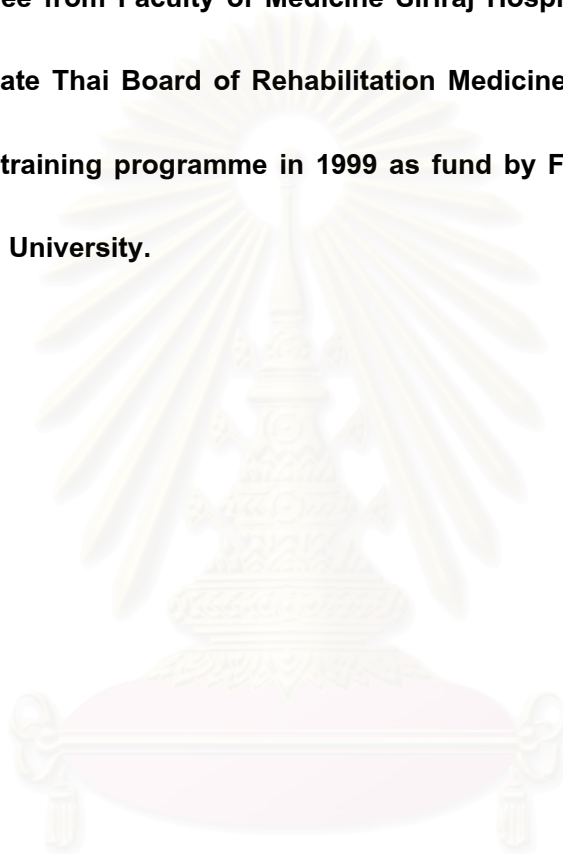 ee from Faculty of Medicine Siriraj Hospi
ate Thai Board of Rehabilitation Medicine
training programme in 1999 as fund by F
University.